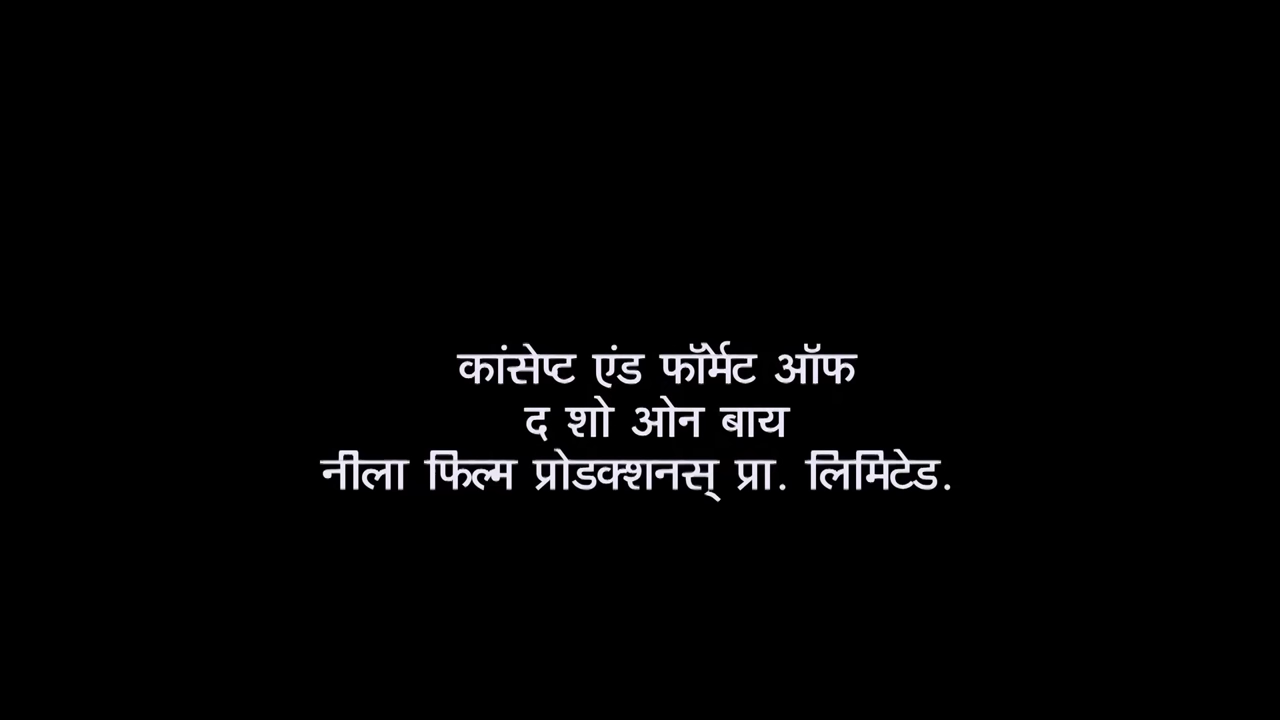 कांसेप्ट एंड फॉर्मेट ऑफ
द शो ओन बाय
नीला फिल्म प्रोडक्शनस् प्रा. लिमिटेड.